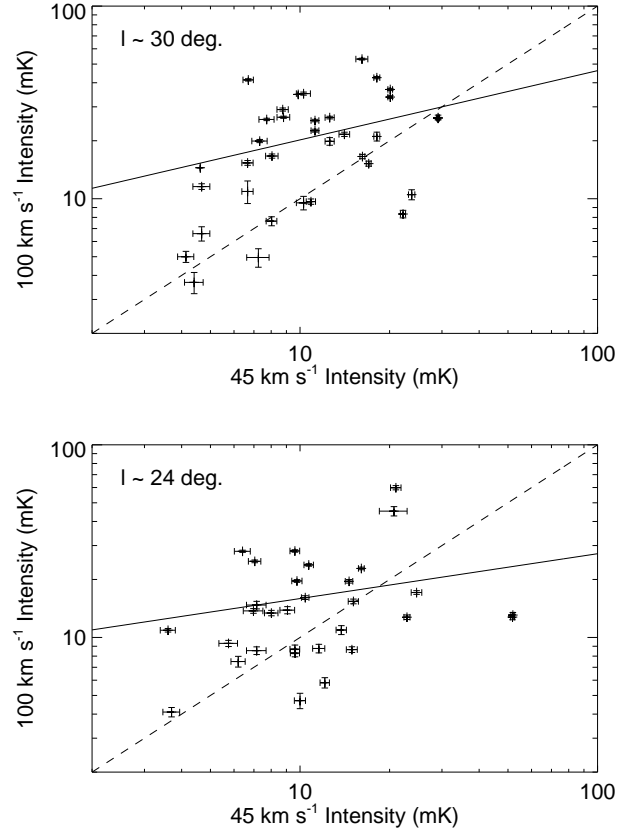 100
l ~ 30 deg.
100 km s⁻¹ Intensity (mK)
10
10
100
45 km s⁻¹ Intensity (mK)
100
l ~ 24 deg.
100 km s⁻¹ Intensity (mK)
10
10
100
45 km s⁻¹ Intensity (mK)